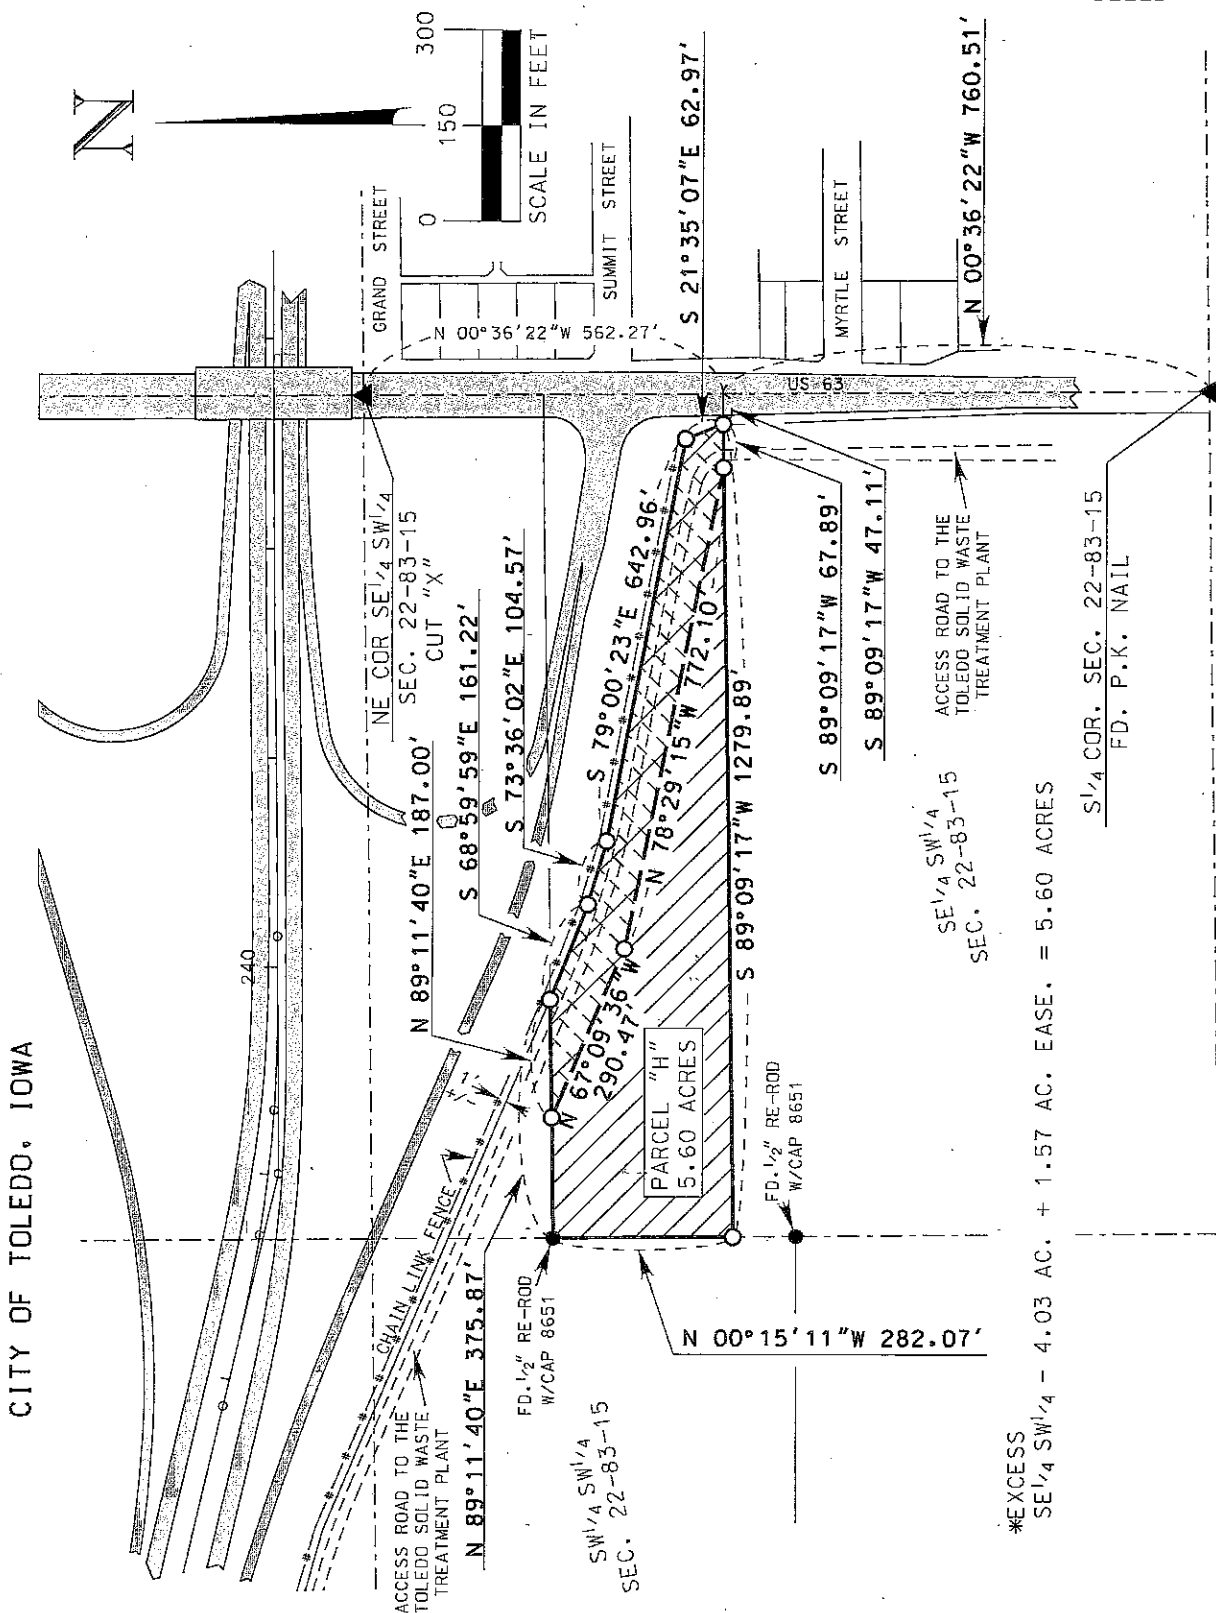 CITY OF TOLEDO, IOWA
N
0 150 300
SCALE IN FEET
GRAND STREET
SUMMIT STREET
MYRTLE STREET
N 00°36'22"W 562.27'
S 21°35'07"E 62.97'
N 00°36'22"W 760.51'
US 63
240
NE COR SE1/4 SW1/4
SEC. 22-83-15
CUT "X"
N 89°11'40"E 187.00'
S 68°59'59"E 161.22'
S 73°36'02"E 104.57'
S 79°00'23"E 642.96'
N 78°29'15"W 772.10'
N 67°09'36"W
290.47'
S 89°09'17"W 1279.89'
S 89°09'17"W 67.89'
S 89°09'17"W 47.11'
1'
+/-
CHAIN LINK FENCE
ACCESS ROAD TO THE
TOLEDO SOLID WASTE
TREATMENT PLANT
N 89°11'40"E 375.87'
FD. 1/2" RE-ROD
W/CAP 8651
PARCEL "H"
5.60 ACRES
FD. 1/2" RE-ROD
W/CAP 8651
N 00°15'11"W 282.07'
SW1/4 SW1/4
SEC. 22-83-15
SE1/4 SW1/4
SEC. 22-83-15
ACCESS ROAD TO THE
TOLEDO SOLID WASTE
TREATMENT PLANT
S1/4 COR. SEC. 22-83-15
FD. P.K. NAIL
*EXCESS
SE1/4 SW1/4 - 4.03 AC. + 1.57 AC. EASE. = 5.60 ACRES